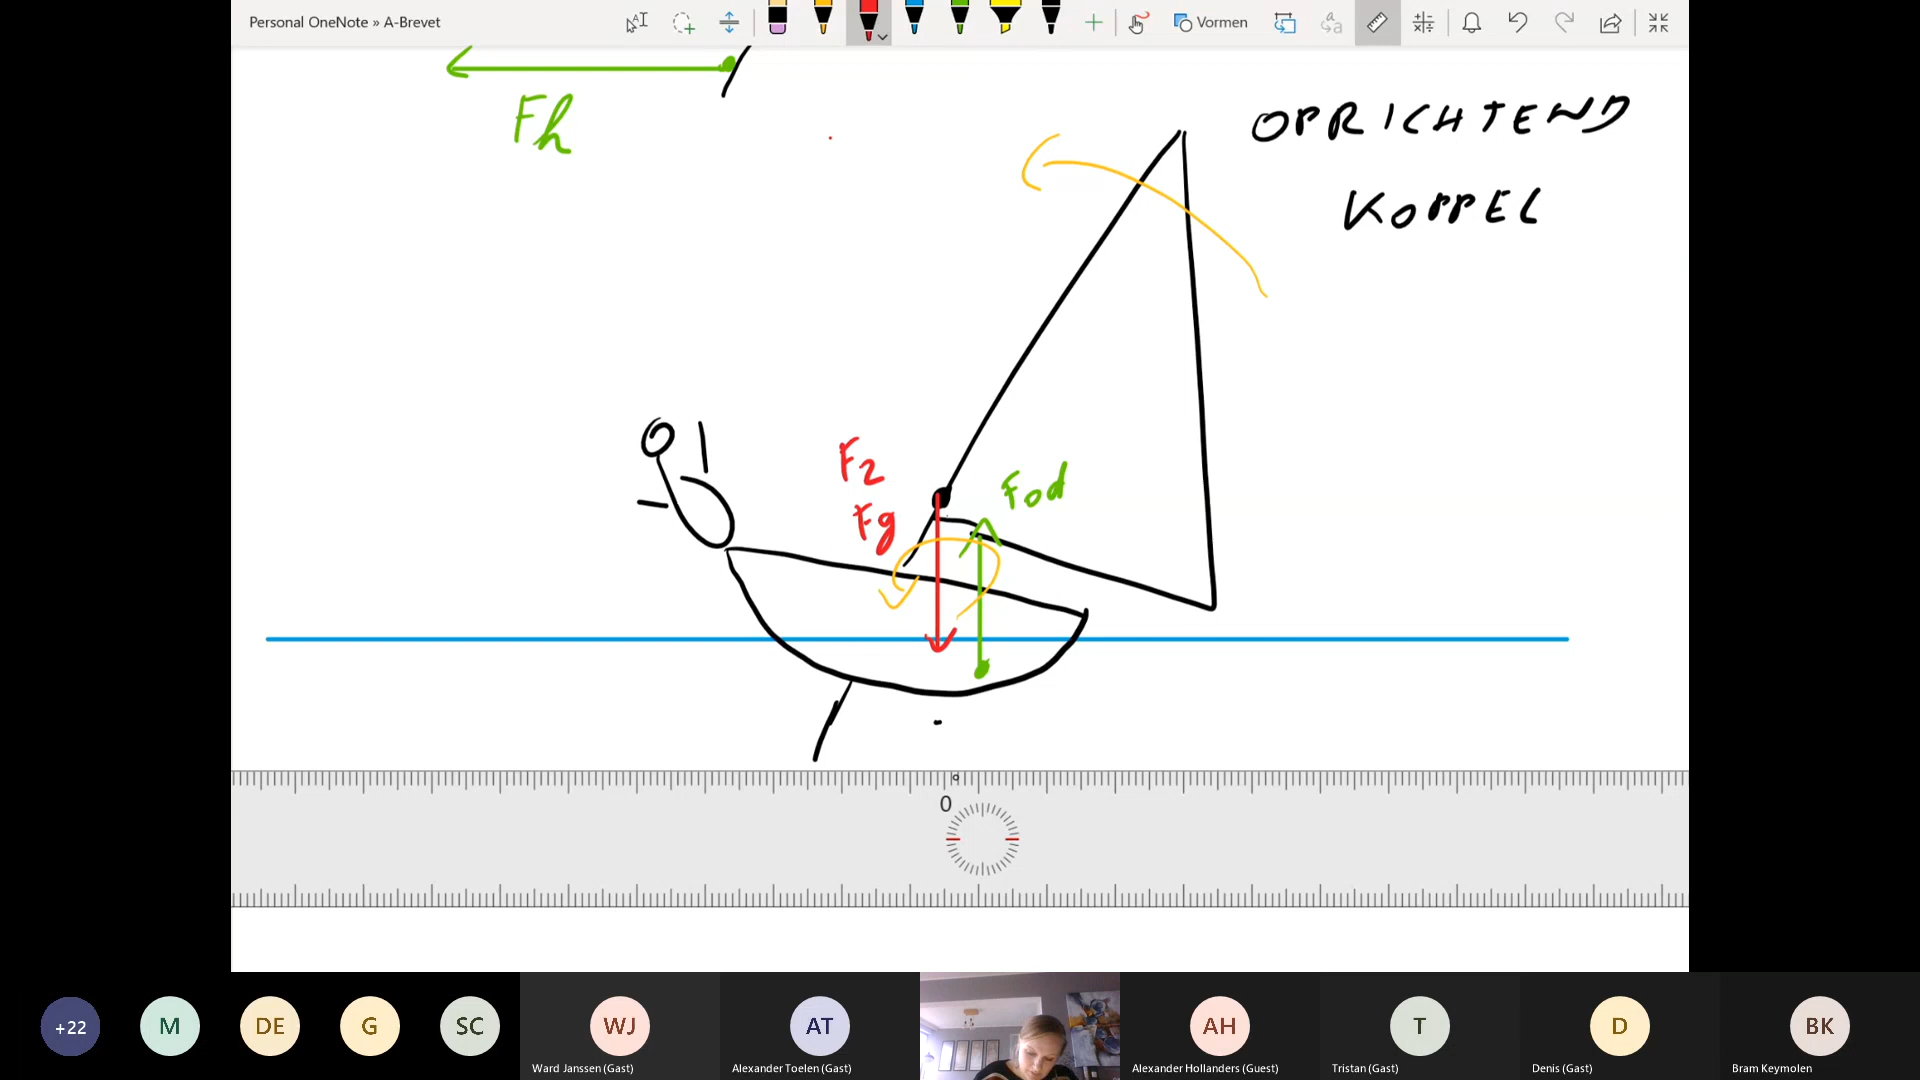 Personal OneNote » A-Brevet
Vormen
Fh
OPRICHTEND
KOPPEL
Fz
Fg
Fod
0
+22
M
DE
G
SC
WJ
AT
AH
T
D
BK
Ward Janssen (Gast)
Alexander Toelen (Gast)
Alexander Hollanders (Guest)
Tristan (Gast)
Denis (Gast)
Bram Keymolen